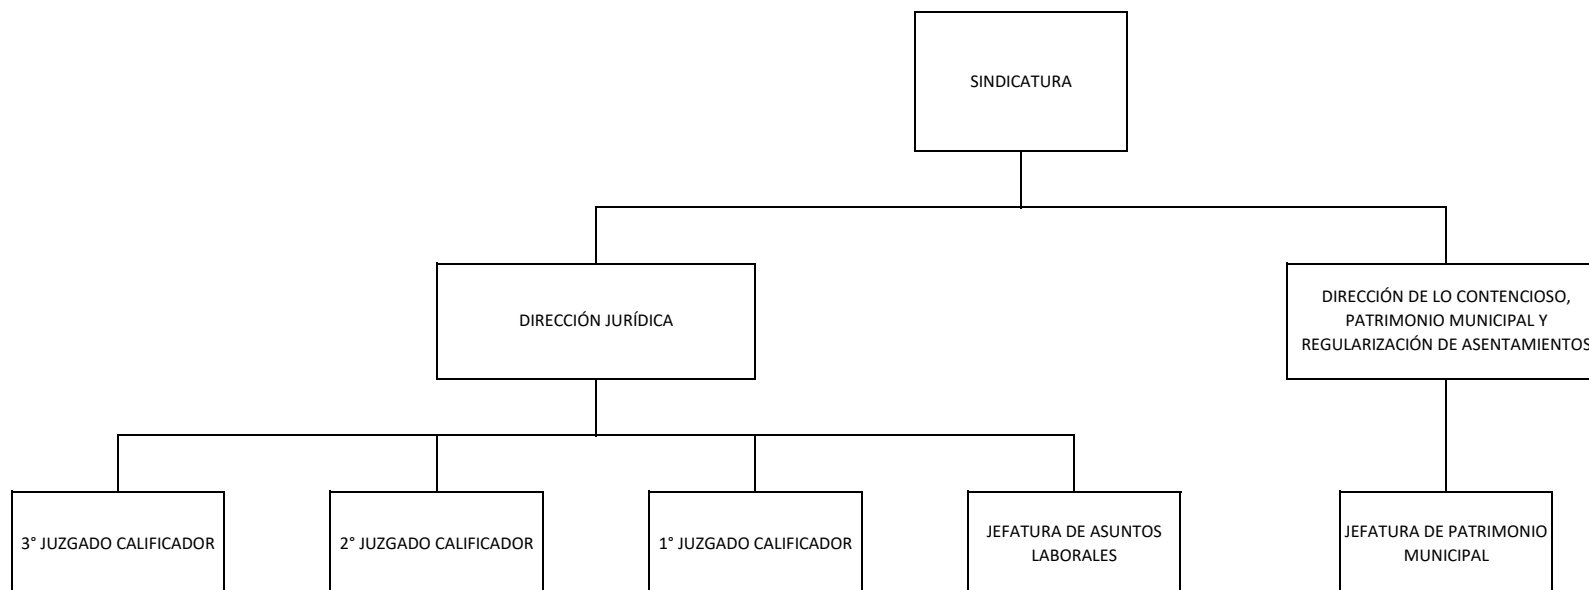 SINDICATURA
DIRECCIÓN JURÍDICA
DIRECCIÓN DE LO CONTENCIOSO,
PATRIMONIO MUNICIPAL Y
REGULARIZACIÓN DE ASENTAMIENTOS
3° JUZGADO CALIFICADOR
2° JUZGADO CALIFICADOR
1° JUZGADO CALIFICADOR
JEFATURA DE ASUNTOS
LABORALES
JEFATURA DE PATRIMONIO
MUNICIPAL